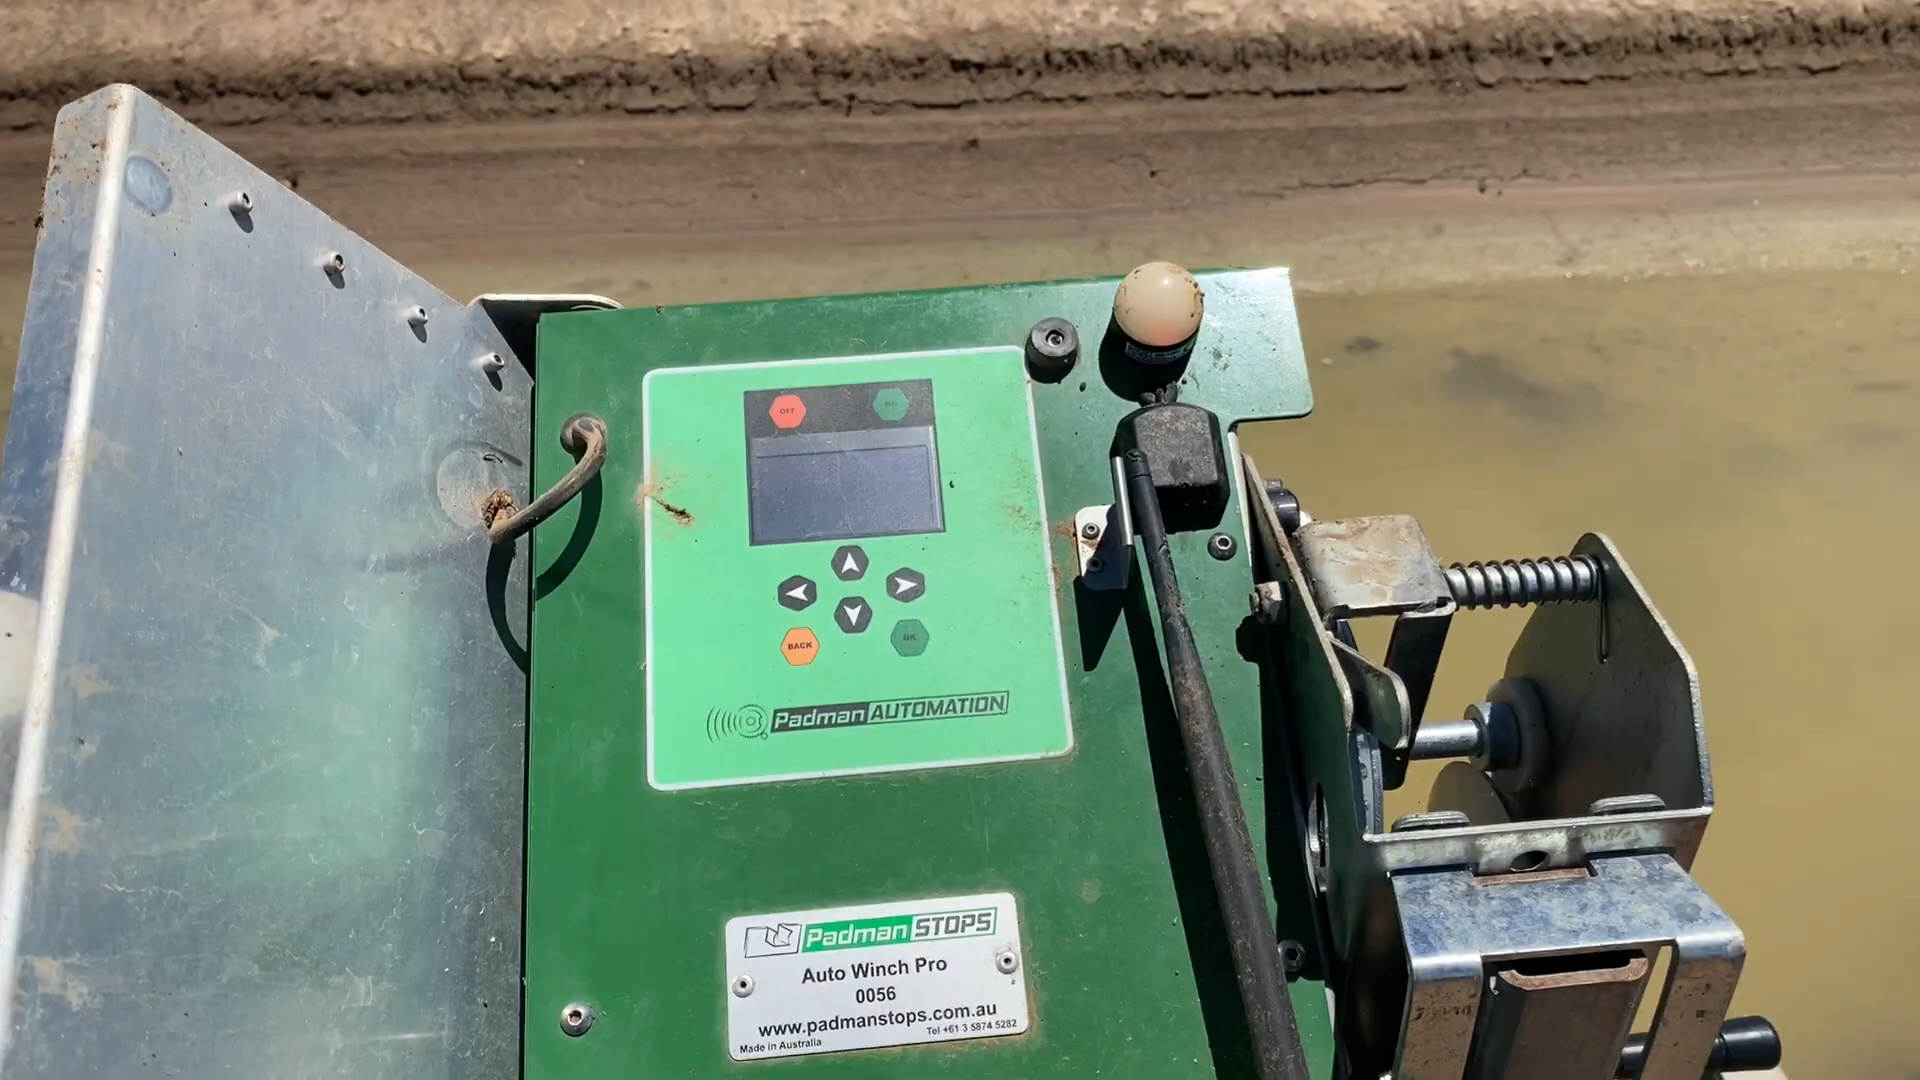 OFF
BACK
OK
Padman AUTOMATION
Padman STOPS
Auto Winch Pro
0056
www.padmanstops.com.au
Tel +61 3 5874 5282
Made in Australia